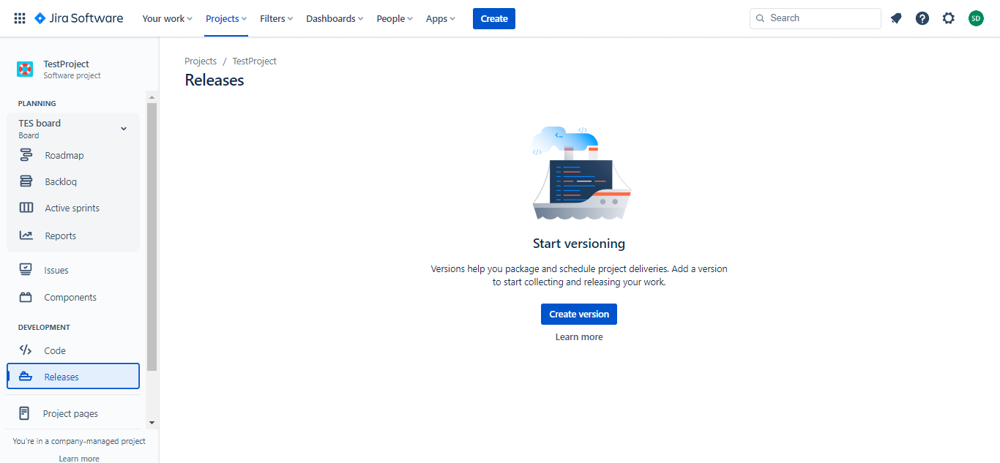 Jira Software Your work Projects Filters Dashboards People Apps Create Search SD
TestProject
Software project
PLANNING
TES board
Board
Roadmap
Backlog
Active sprints
Reports
Issues
Components
DEVELOPMENT
Code
Releases
Project pages
You're in a company-managed project
Learn more
Projects / TestProject
Releases
Start versioning
Versions help you package and schedule project deliveries. Add a version
to start collecting and releasing your work.
Create version
Learn more